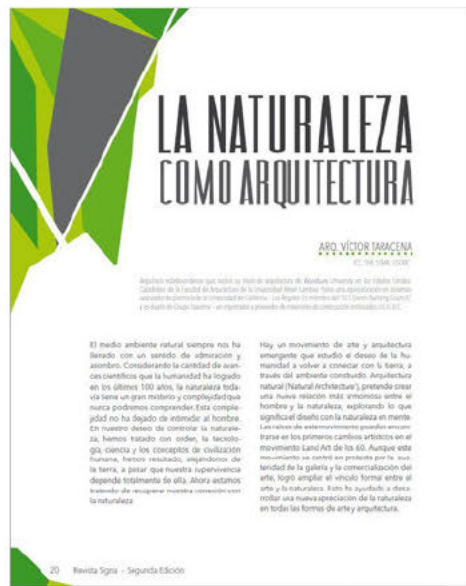 LA NATURALEZA
COMO ARQUITECTURA
ARQ. VÍCTOR TARACENA
El medio ambiente natural siempre nos ha
llenado con un sentido de admiración y
asombro. Considerando la cantidad de avan-
ces científicos que la humanidad ha logrado
en los últimos 100 años, la naturaleza toda-
vía tiene un gran misterio y complejidad que
nunca podremos comprender. Esta comple-
jidad no ha dejado de intimidar al hombre.
En nuestro deseo de controlar la naturale-
za, hemos tratado con orden, la tecnolo-
gía, ciencia y los conceptos de civilización
humana, hemos resultado, alejándonos de
la tierra, a pesar que nuestra supervivencia
depende totalmente de ella. Ahora estamos
tratando de recuperar nuestra conexión con
la naturaleza
Hay un movimiento de arte y arquitectura
emergente que estudió el deseo de la hu-
manidad a volver a conectar con la tierra, a
través del ambiente construido. Arquitectura
natural (Natural Architecture'), pretende crear
una nueva relación más armoniosa entre el
hombre y la naturaleza, explorando lo que
significa el diseño con la naturaleza en mente.
Las raíces de este movimiento pueden encon-
trarse en los primeros cambios artísticos en el
movimiento Land Art de los 60. Aunque este
movimiento se centró en protesta por la aus-
teridad de la galería y la comercialización del
arte, logró ampliar el vínculo formal entre el
arte y la naturaleza. Esto ha ayudado a desa-
rrollar una nueva apreciación de la naturaleza
en todas las formas de arte y arquitectura.
20 Revista Signa - Segunda Edición